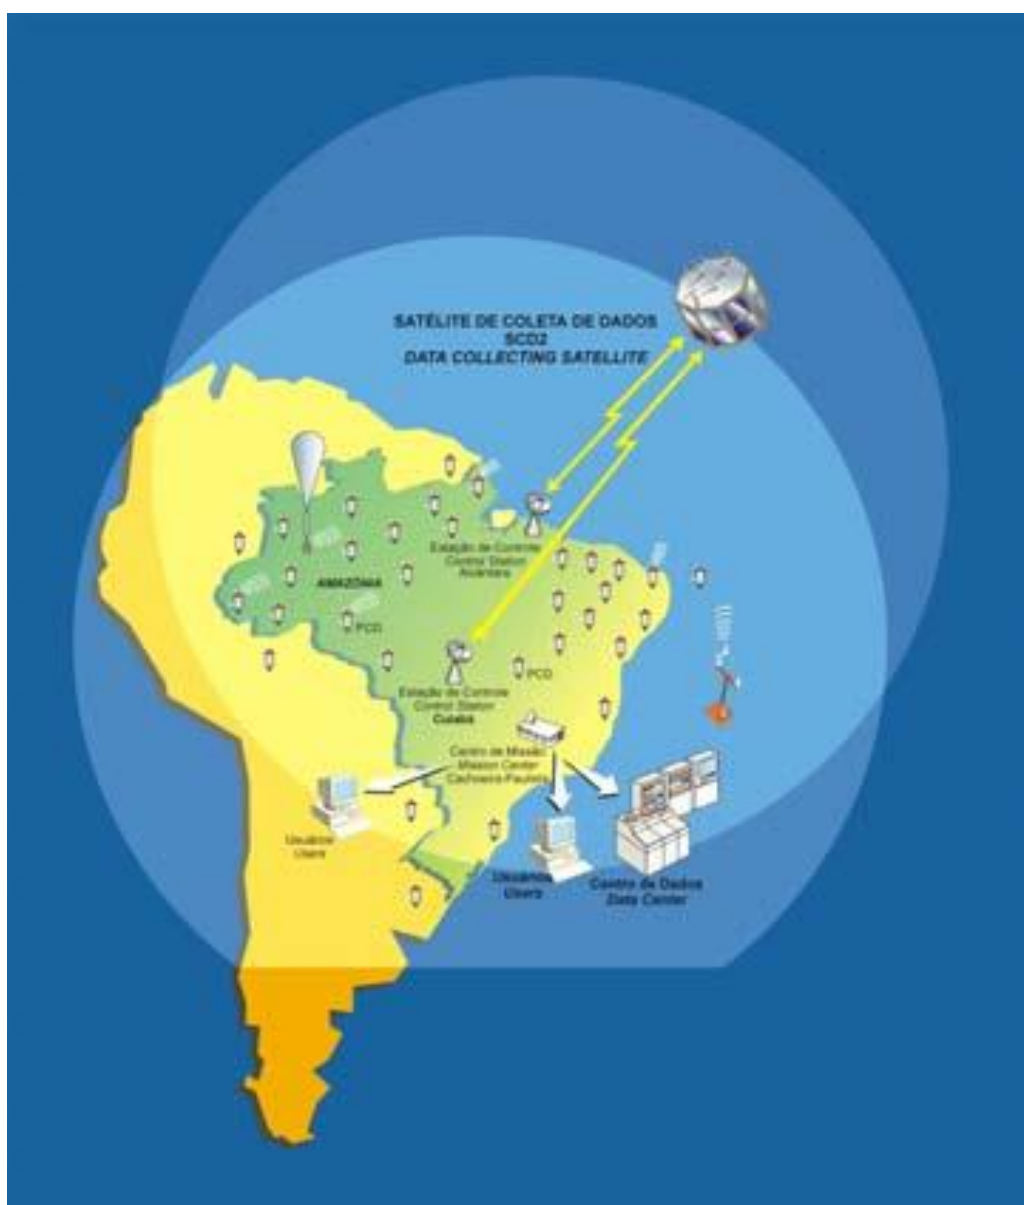 SATÉLITE DE COLETA DE DADOS
SCD2
DATA COLLECTING SATELLITE
Estação de Controle
Control Station
Alcântara
AMAZÔNIA
PCD
PCD
Estação de Controle
Control Station
Cuiabá
Centro de Missão
Mission Center
Cachoeira Paulista
Usuários
Users
Usuários
Users
Centro de Dados
Data Center